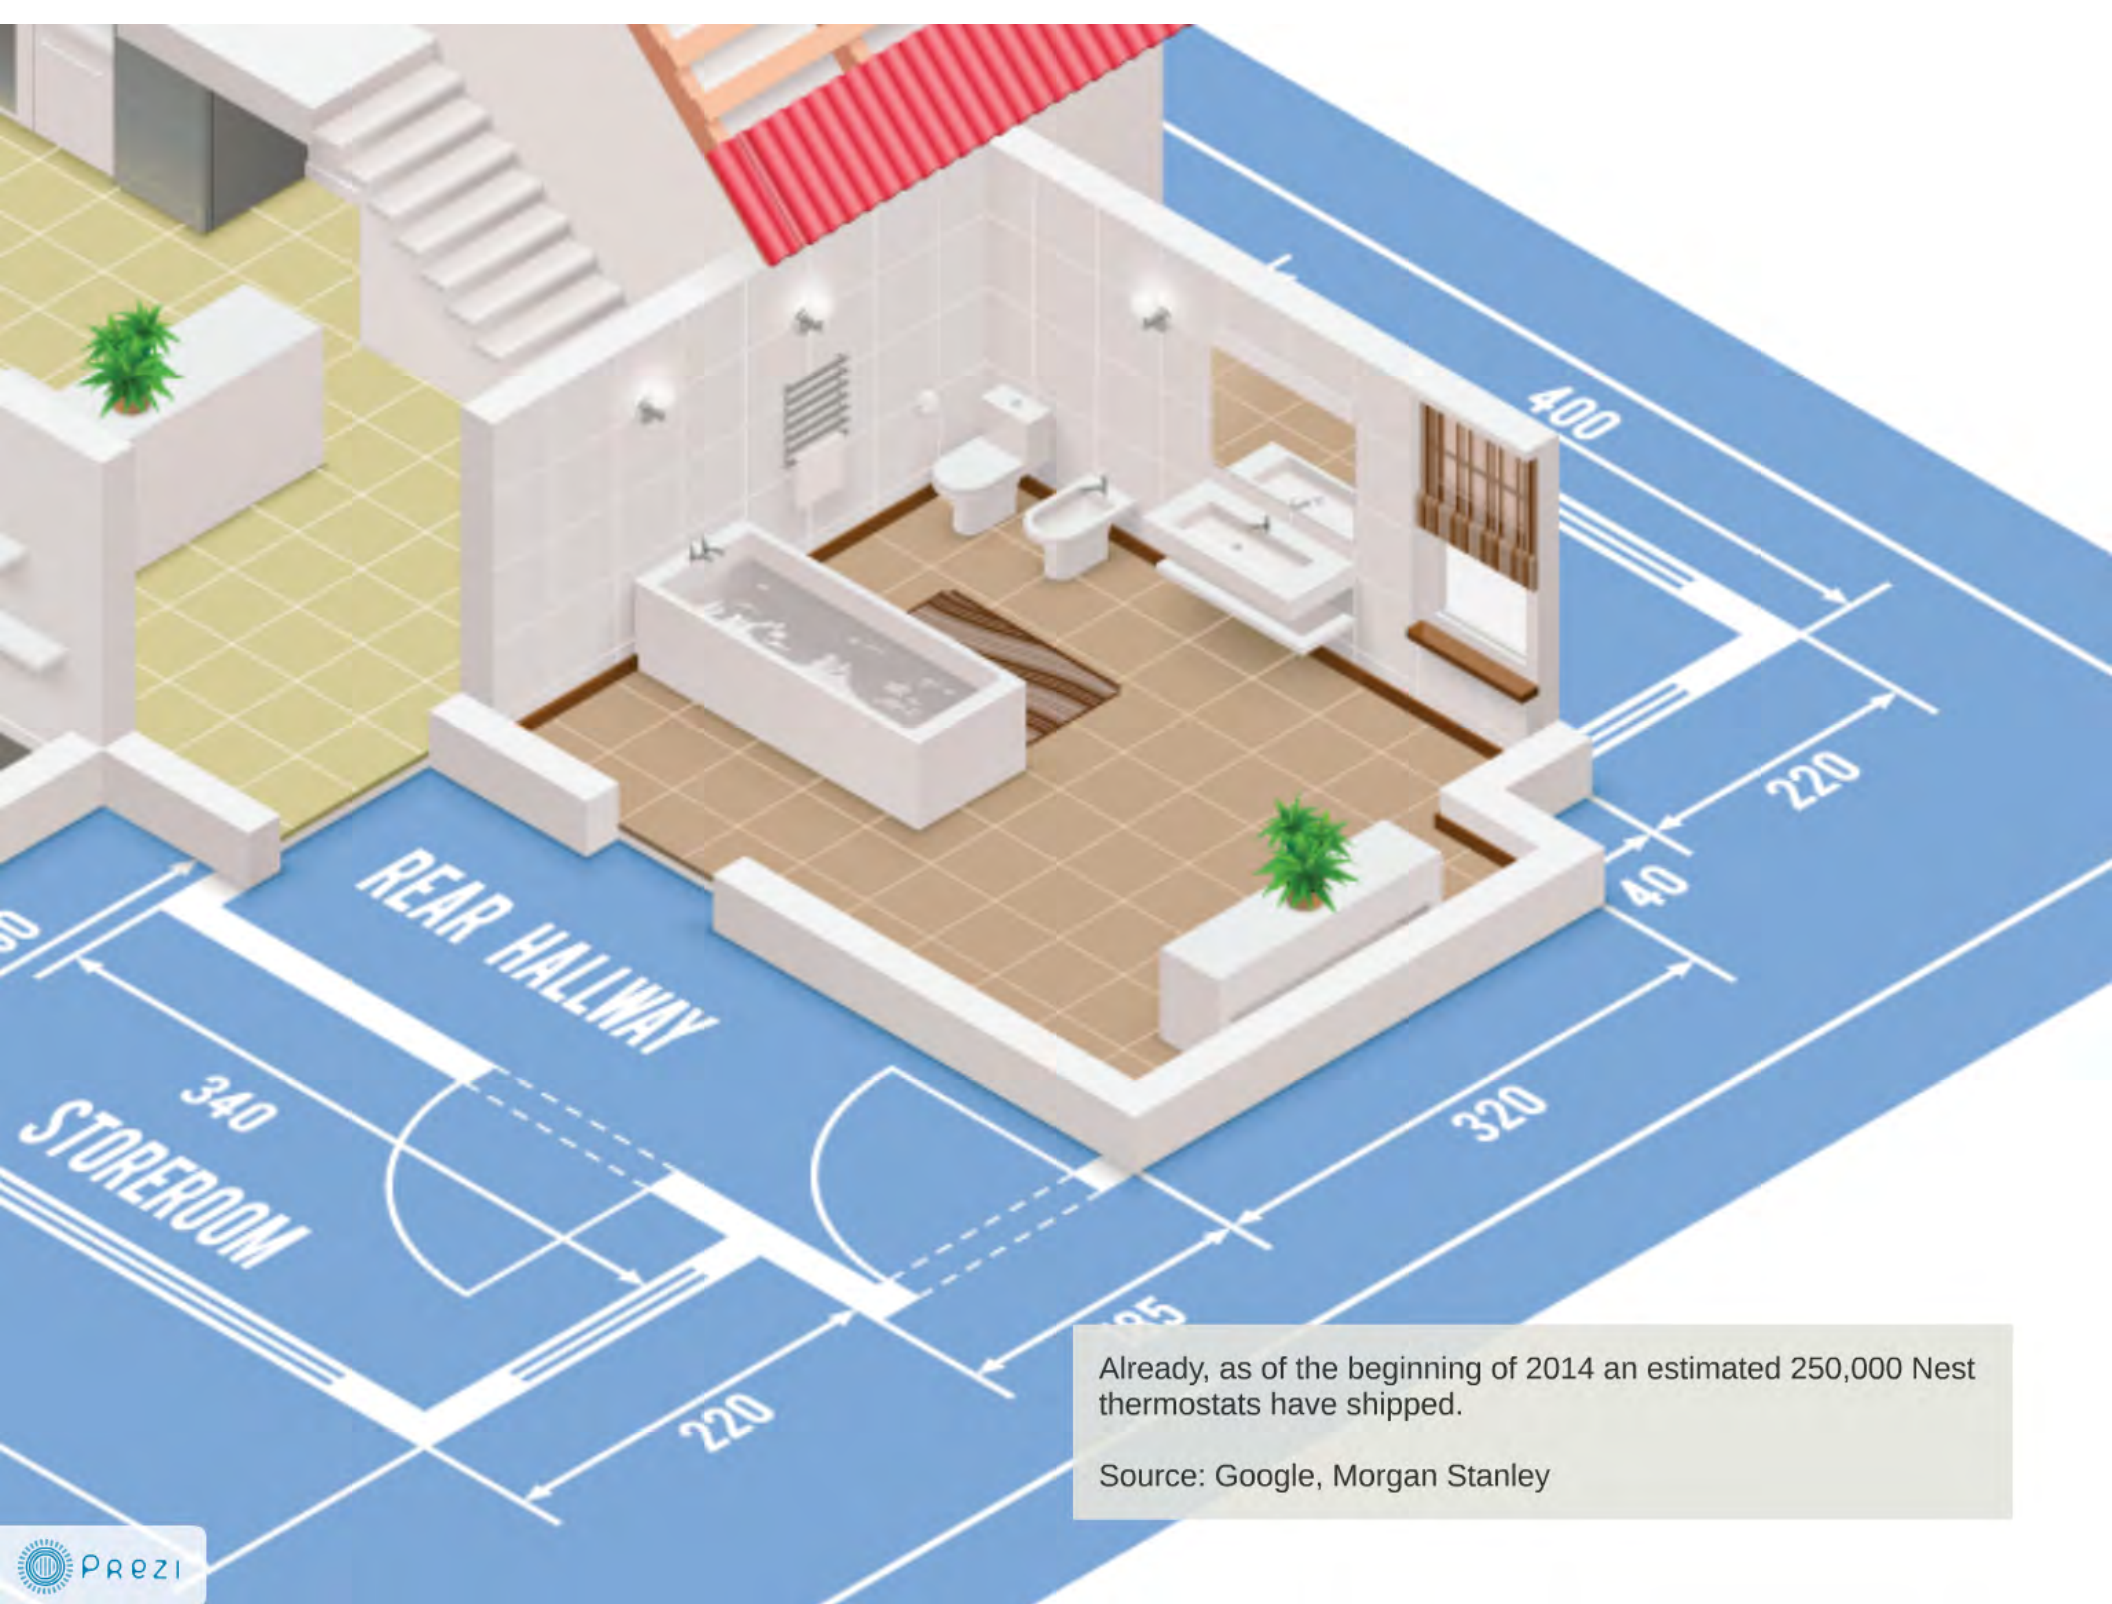 400
220
40
REAR HALLWAY
320
340
STOREROOM
220
Already, as of the beginning of 2014 an estimated 250,000 Nest
thermostats have shipped.
Source: Google, Morgan Stanley
Prezi